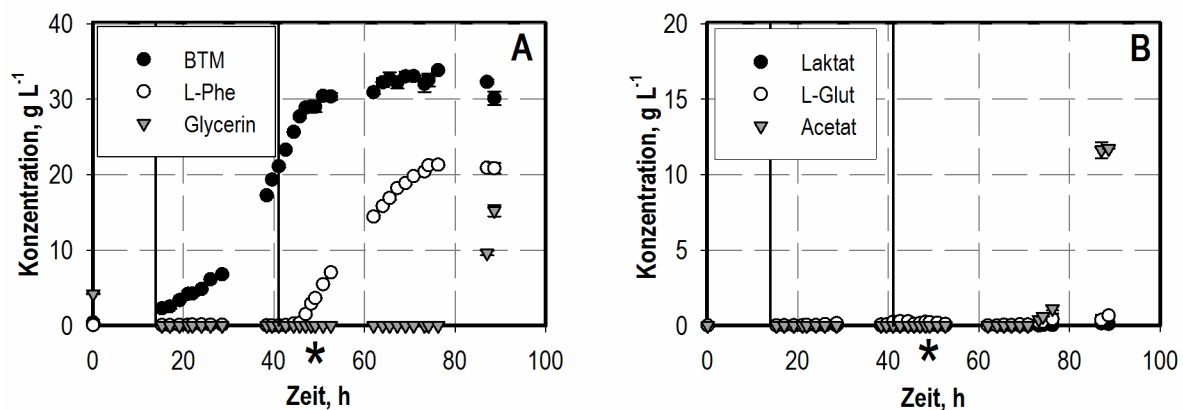 A
Konzentration, g L⁻¹
40
30
20
10
0
BTM
L-Phe
Glycerin
0 20 40 60 80 100
*
Zeit, h
B
Konzentration, g L⁻¹
20
15
10
5
0
Laktat
L-Glut
Acetat
0 20 40 60 80 100
*
Zeit, h